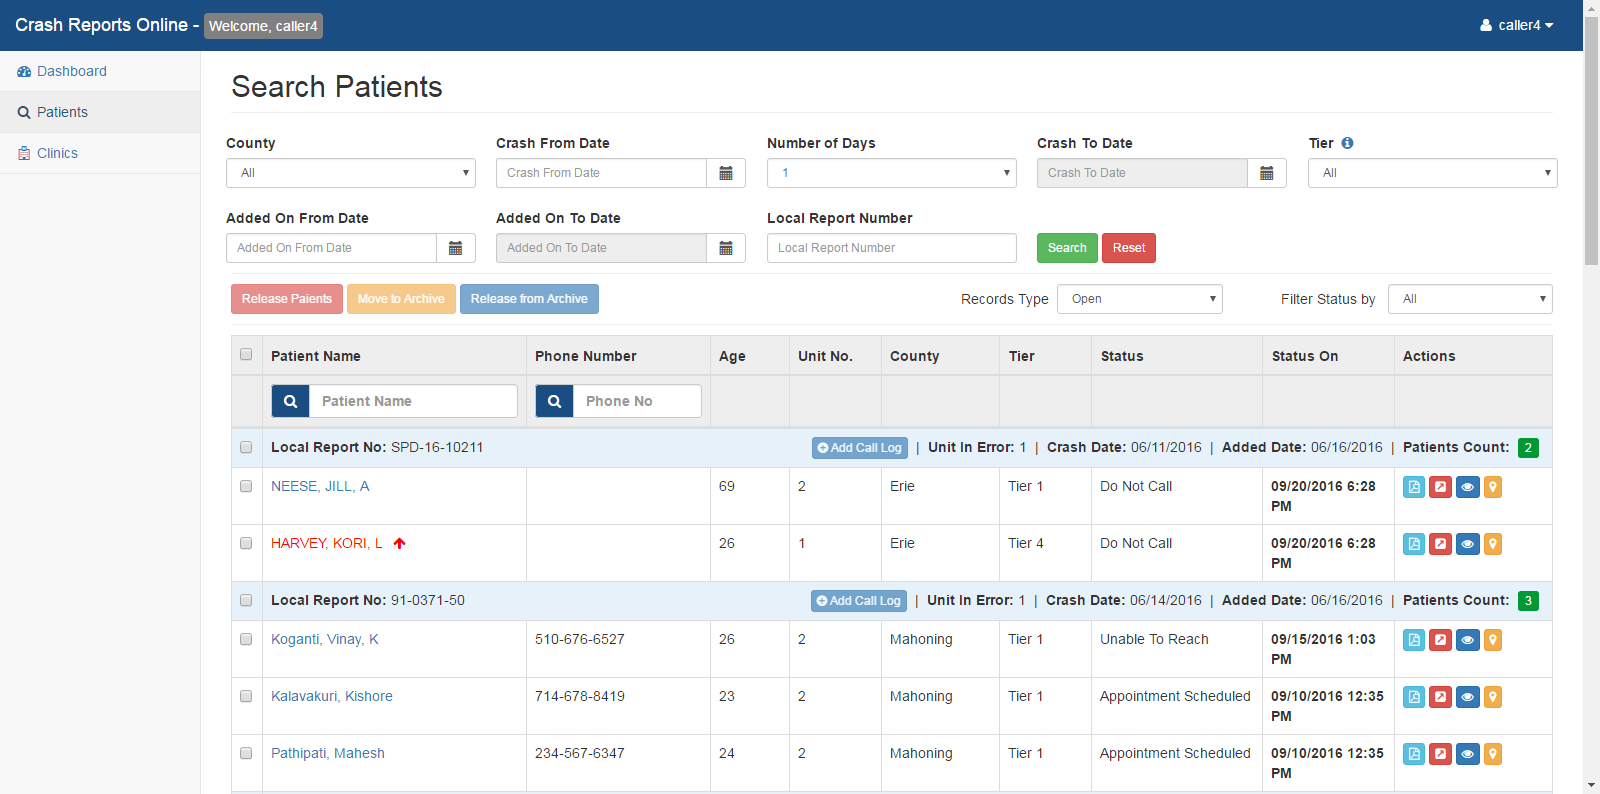 Crash Reports Online - Welcome, caller4 caller4
Dashboard
Patients
Clinics
Search Patients
County Crash From Date Number of Days Crash To Date Tier
All Crash From Date 1 Crash To Date All
Added On From Date Added On To Date Local Report Number
Added On From Date Added On To Date Local Report Number Search Reset
Release Paients Move to Archive Release from Archive Records Type Open Filter Status by All
Patient Name Phone Number Age Unit No. County Tier Status Status On Actions
Patient Name Phone No
Local Report No: SPD-16-10211 Add Call Log | Unit In Error: 1 | Crash Date: 06/11/2016 | Added Date: 06/16/2016 | Patients Count: 2
NEESE, JILL, A 69 2 Erie Tier 1 Do Not Call 09/20/2016 6:28
PM
HARVEY, KORI, L 26 1 Erie Tier 4 Do Not Call 09/20/2016 6:28
PM
Local Report No: 91-0371-50 Add Call Log | Unit In Error: 1 | Crash Date: 06/14/2016 | Added Date: 06/16/2016 | Patients Count: 3
Koganti, Vinay, K 510-676-6527 26 2 Mahoning Tier 1 Unable To Reach 09/15/2016 1:03
PM
Kalavakuri, Kishore 714-678-8419 23 2 Mahoning Tier 1 Appointment Scheduled 09/10/2016 12:35
PM
Pathipati, Mahesh 234-567-6347 24 2 Mahoning Tier 1 Appointment Scheduled 09/10/2016 12:35
PM